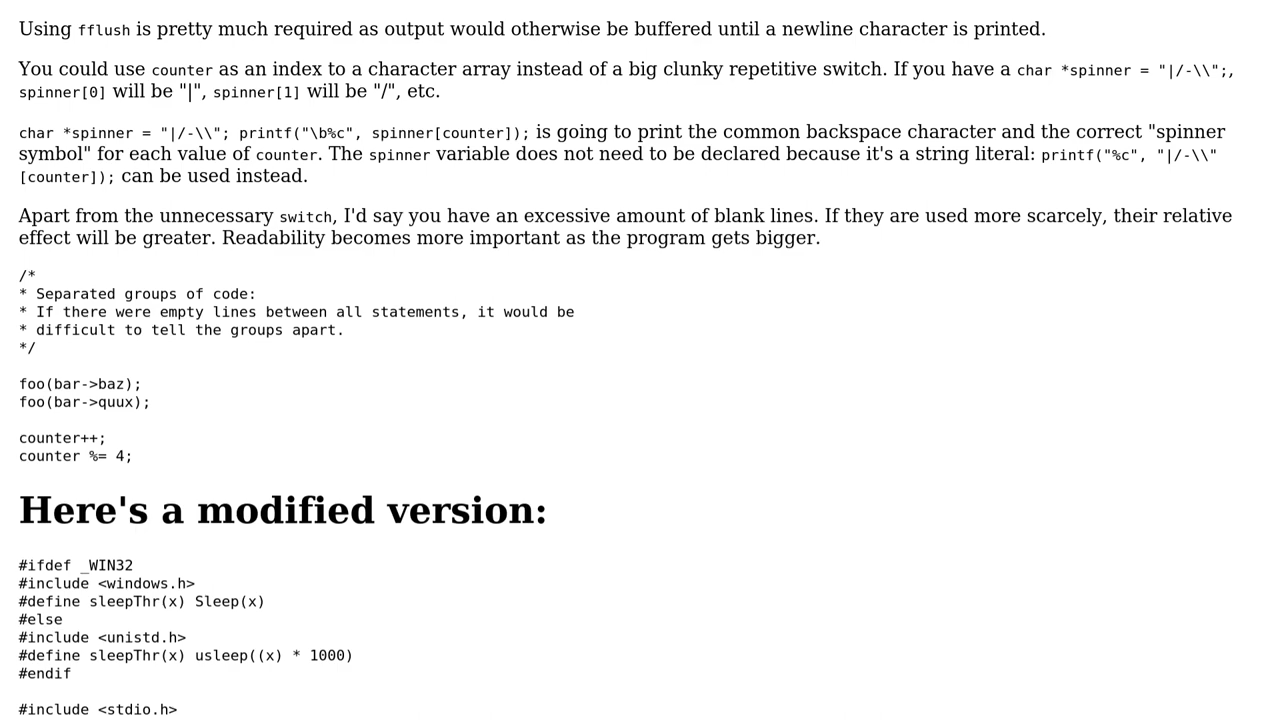 Using fflush is pretty much required as output would otherwise be buffered until a newline character is printed.
You could use counter as an index to a character array instead of a big clunky repetitive switch. If you have a char *spinner = "|/-\\";,
spinner[0] will be "|", spinner[1] will be "/", etc.
char *spinner = "|/-\\"; printf("\b%c", spinner[counter]); is going to print the common backspace character and the correct "spinner
symbol" for each value of counter. The spinner variable does not need to be declared because it's a string literal: printf("%c", "|/-\\"
[counter]); can be used instead.
Apart from the unnecessary switch, I'd say you have an excessive amount of blank lines. If they are used more scarcely, their relative
effect will be greater. Readability becomes more important as the program gets bigger.
/*
* Separated groups of code:
* If there were empty lines between all statements, it would be
* difficult to tell the groups apart.
*/
foo(bar->baz);
foo(bar->quux);
counter++;
counter %= 4;
Here's a modified version:
#ifdef _WIN32
#include <windows.h>
#define sleepThr(x) Sleep(x)
#else
#include <unistd.h>
#define sleepThr(x) usleep((x) * 1000)
#endif
#include <stdio.h>